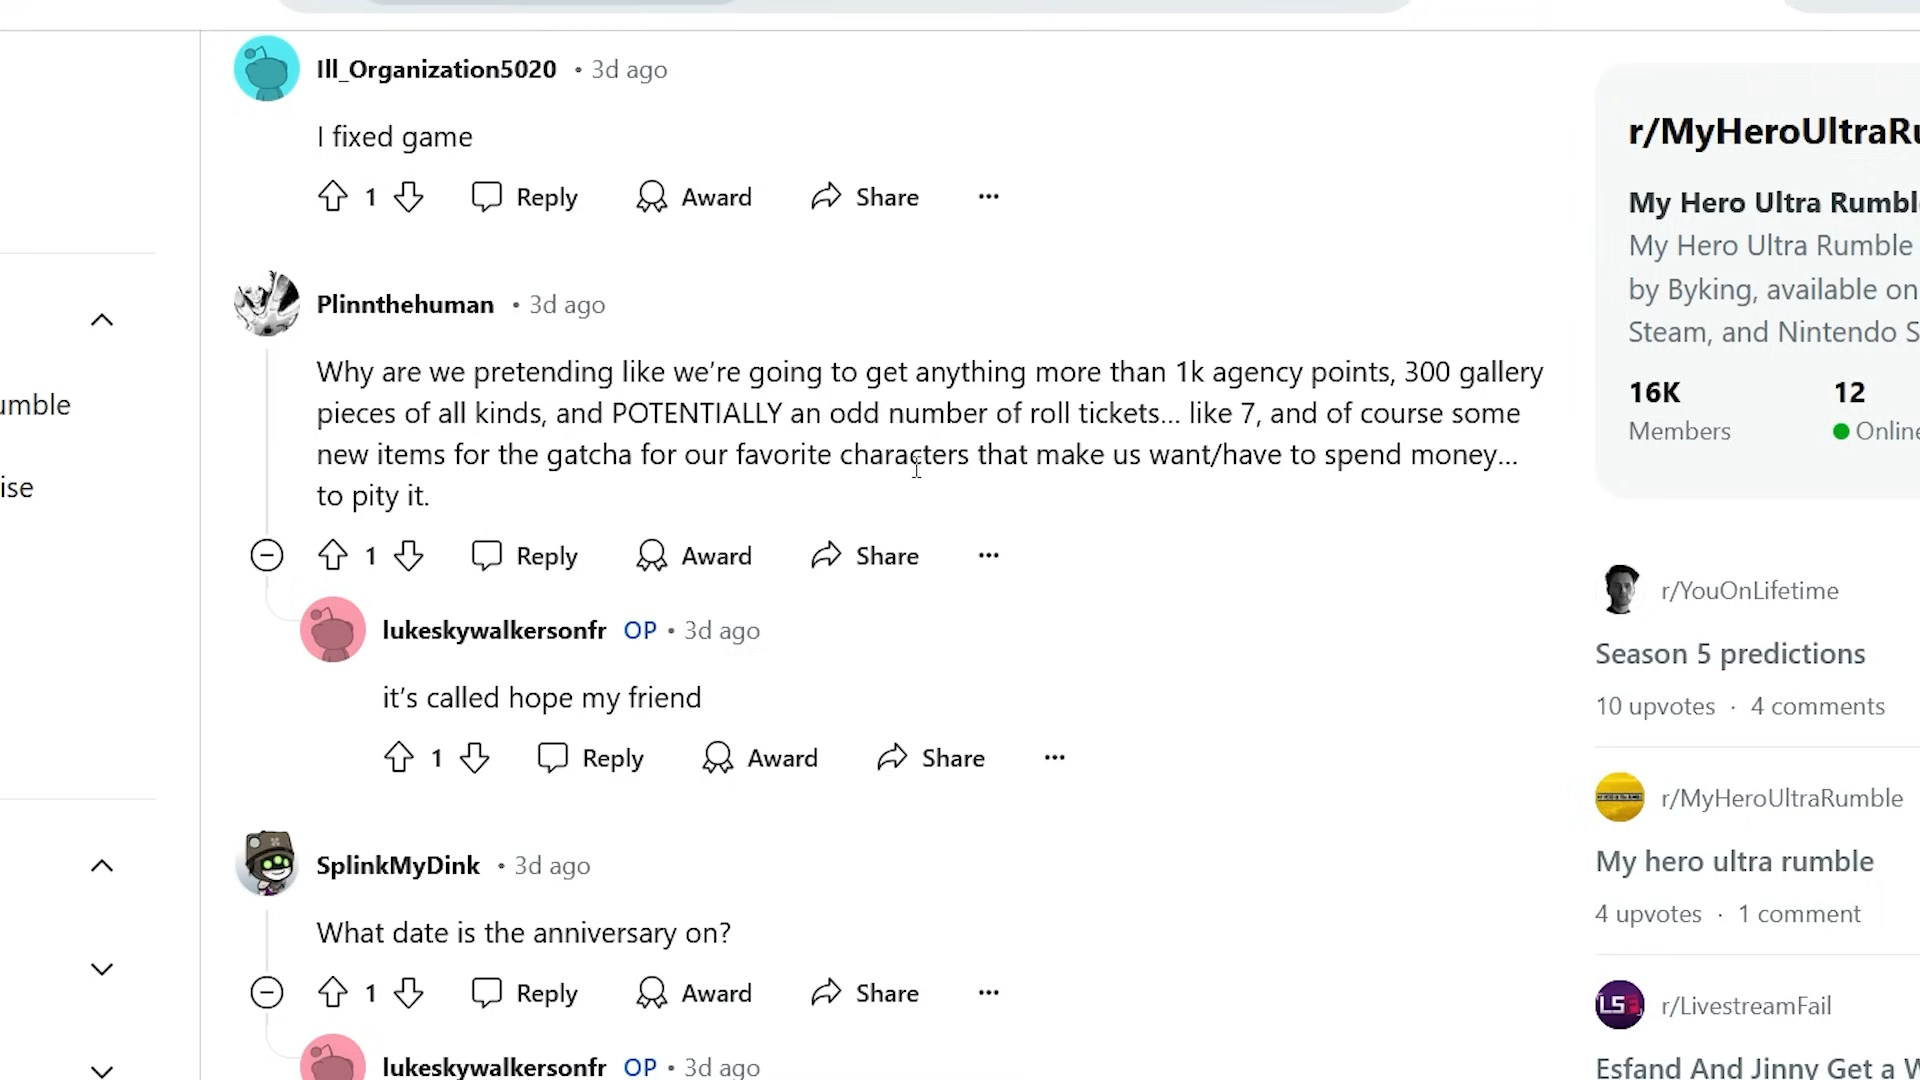 Ill_Organization5020 • 3d ago
I fixed game
1 Reply Award Share ...
Plinnthehuman • 3d ago
Why are we pretending like we’re going to get anything more than 1k agency points, 300 gallery
pieces of all kinds, and POTENTIALLY an odd number of roll tickets... like 7, and of course some
new items for the gatcha for our favorite characters that make us want/have to spend money...
to pity it.
1 Reply Award Share ...
lukeskywalkersonfr OP • 3d ago
it’s called hope my friend
1 Reply Award Share ...
SplinkMyDink • 3d ago
What date is the anniversary on?
1 Reply Award Share ...
lukeskywalkersonfr OP • 3d ago
umble
ise
r/MyHeroUltraRu
My Hero Ultra Rumbl
My Hero Ultra Rumble
by Byking, available on
Steam, and Nintendo S
16K 12
Members Online
r/YouOnLifetime
Season 5 predictions
10 upvotes · 4 comments
r/MyHeroUltraRumble
My hero ultra rumble
4 upvotes · 1 comment
LSF
r/LivestreamFail
Esfand And Jinny Get a W